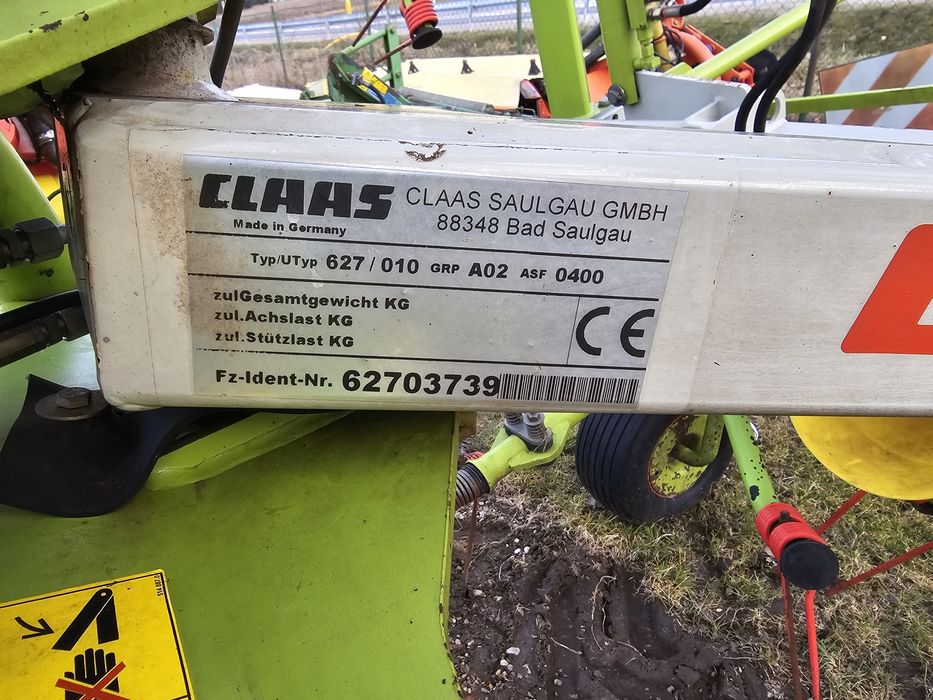 CLAAS
CLAAS SAULGAU GMBH
Made in Germany
88348 Bad Saulgau
Typ/UTyp 627 / 010 GRP A02 ASF 0400
zulGesamtgewicht KG
zul.Achslast KG
zul.Stützlast KG
CE
Fz-Ident-Nr. 62703739